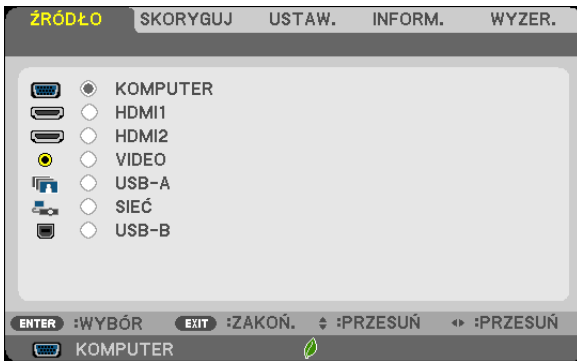 ŹRÓDŁO SKORYGUJ USTAW. INFORM. WYZER.
KOMPUTER
HDMI1
HDMI2
VIDEO
USB-A
SIEĆ
USB-B
ENTER :WYBÓR EXIT :ZAKOŃ. :PRZESUŃ :PRZESUŃ
KOMPUTER